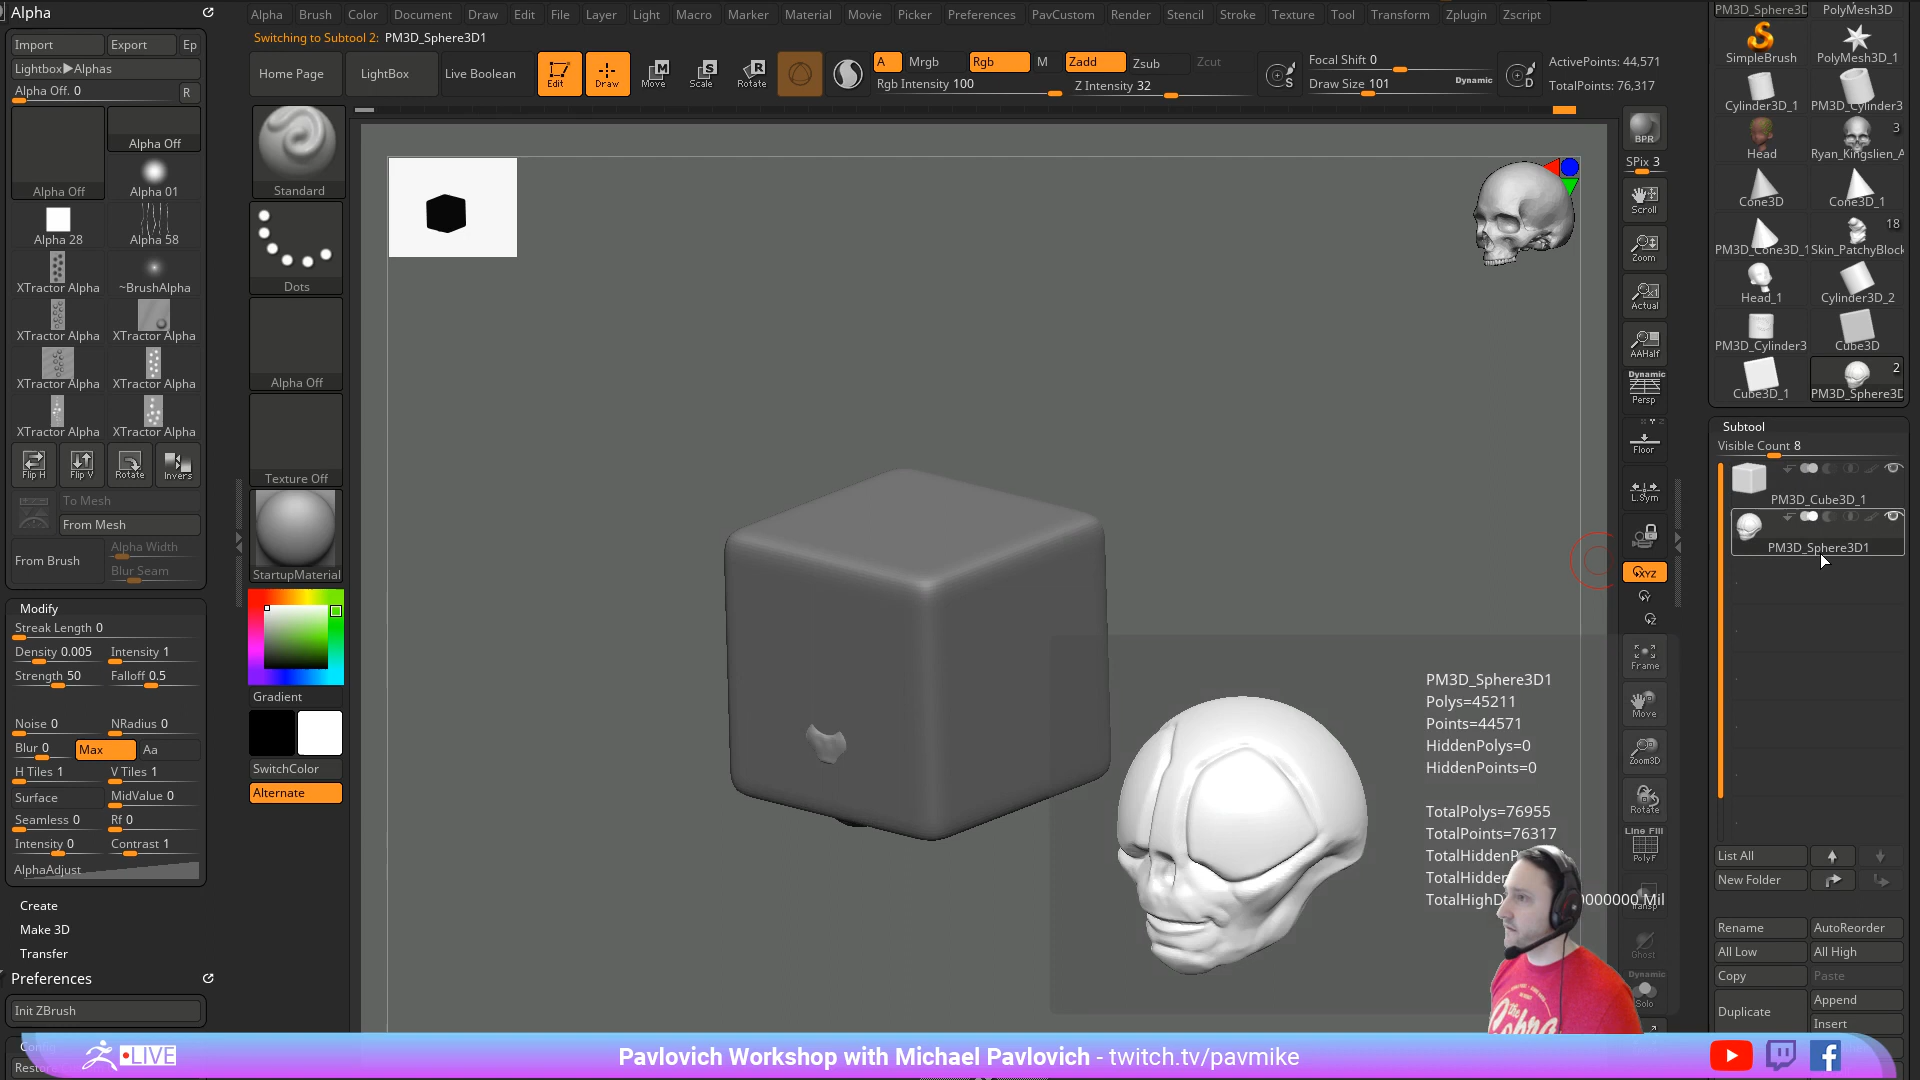 Alpha
Import
Export
Ep
Lightbox▶Alphas
Alpha Off. 0
R
Alpha Off
Alpha Off
Alpha 01
Alpha 28
Alpha 58
XTractor Alpha
~BrushAlpha
XTractor Alpha
XTractor Alpha
XTractor Alpha
XTractor Alpha
XTractor Alpha
XTractor Alpha
Flip H
Flip V
Rotate
Invers
To Mesh
From Mesh
From Brush
Alpha Width
Blur Seam
Modify
Streak Length 0
Density 0.005
Intensity 1
Strength 50
Falloff 0.5
Noise 0
NRadius 0
Blur 0
Max
Aa
H Tiles 1
V Tiles 1
Surface
MidValue 0
Seamless 0
Rf 0
Intensity 0
Contrast 1
AlphaAdjust
Create
Make 3D
Transfer
Preferences
Init ZBrush
Alpha Brush Color Document Draw Edit File Layer Light Macro Marker Material Movie Picker Preferences PavCustom Render Stencil Stroke Texture Tool Transform Zplugin Zscript
Switching to Subtool 2: PM3D_Sphere3D1
Home Page
LightBox
Live Boolean
Edit
Draw
Move
Scale
Rotate
A
Mrgb
Rgb
M
Zadd
Zsub
Zcut
Rgb Intensity 100
Z Intensity 32
S
Focal Shift 0
Draw Size 101
Dynamic
D
ActivePoints: 44,571
TotalPoints: 76,317
Standard
Dots
Alpha Off
Texture Off
StartupMaterial
Gradient
SwitchColor
Alternate
PM3D_Sphere3D1
Polys=45211
Points=44571
HiddenPolys=0
HiddenPoints=0
TotalPolys=76955
TotalPoints=76317
BPR
SPix 3
Scroll
Zoom
Actual
AAHalf
Dynamic
Persp
Floor
L.Sym
XYZ
Y
Z
Frame
Move
Zoom3D
Rotate
Line Fill
PolyF
Transp
Ghost
Dynamic
Solo
PM3D_Sphere3D
PolyMesh3D
SimpleBrush
PolyMesh3D_1
Cylinder3D_1
PM3D_Cylinder3
3
Head
Ryan_Kingslien_A
Cone3D
Cone3D_1
18
PM3D_Cone3D_1
Skin_PatchyBlock
Head_1
Cylinder3D_2
PM3D_Cylinder3
Cube3D
2
Cube3D_1
PM3D_Sphere3D
Subtool
Visible Count 8
PM3D_Cube3D_1
PM3D_Sphere3D1
List All
New Folder
Rename
AutoReorder
All Low
All High
Copy
Paste
Duplicate
Append
Insert
LIVE
Pavlovich Workshop with Michael Pavlovich - twitch.tv/pavmike